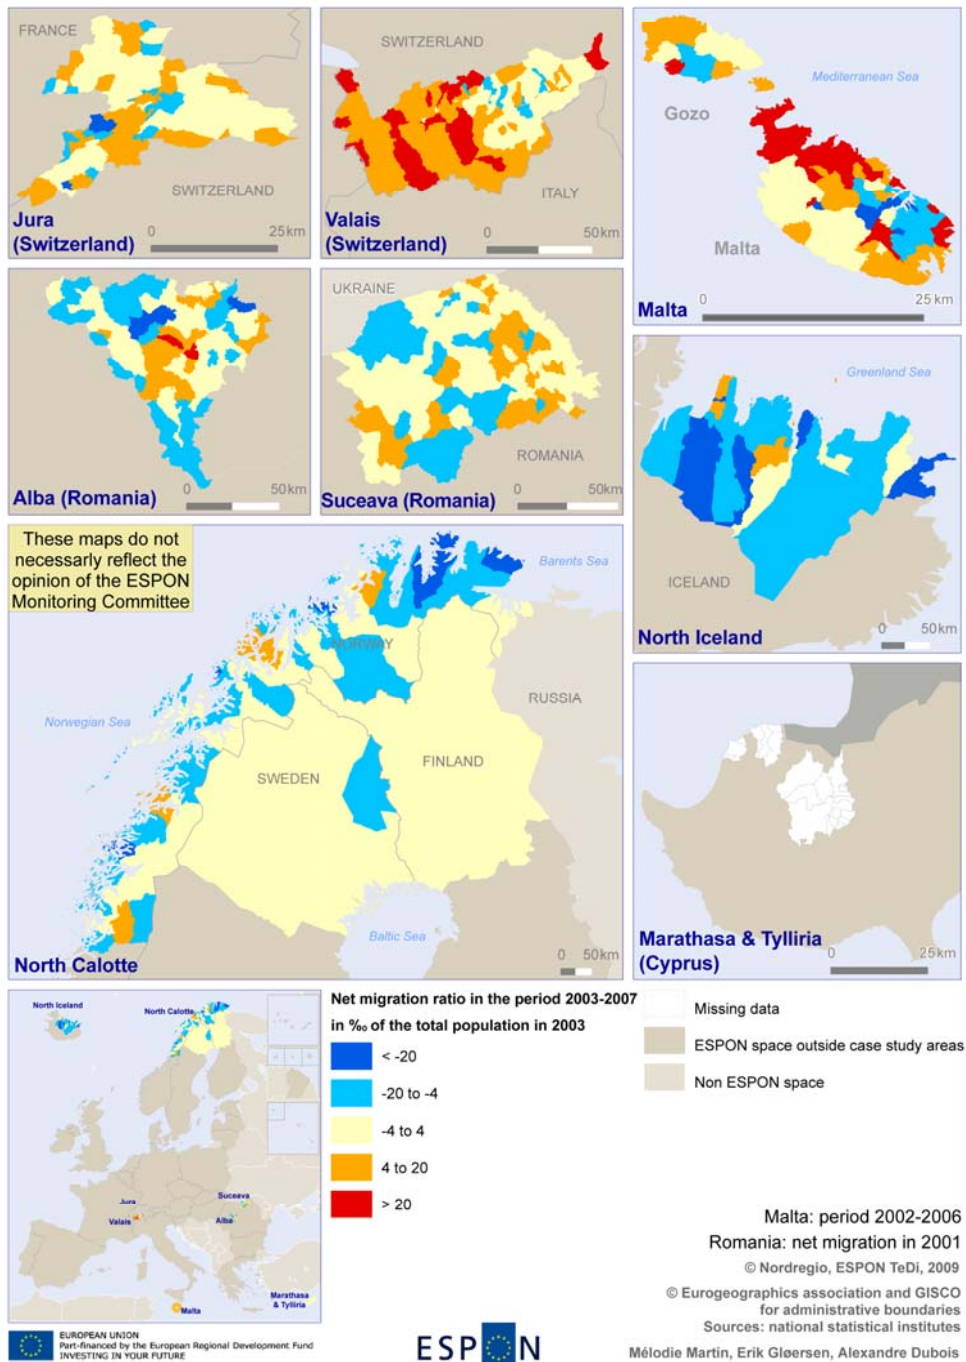 FRANCE
SWITZERLAND
Jura
(Switzerland)
0 25km
SWITZERLAND
ITALY
Valais
(Switzerland)
0 50km
Mediterranean Sea
Gozo
Malta
0 25 km
Malta
Alba (Romania)
0 50km
UKRAINE
ROMANIA
Suceava (Romania)
0 50km
Greenland Sea
ICELAND
North Iceland
0 50km
These maps do not
necessarly reflect the
opinion of the ESPON
Monitoring Committee
Barents Sea
NORWAY
RUSSIA
Norwegian Sea
FINLAND
SWEDEN
Baltic Sea
North Calotte
0 50km
Marathasa & Tylliria
(Cyprus)
0 25km
North Iceland
North Calotte
Jura
Valais
Suceava
Alba
Marathasa
& Tylliria
Malta
Net migration ratio in the period 2003-2007
in ‰ of the total population in 2003
< -20
-20 to -4
-4 to 4
4 to 20
> 20
Missing data
ESPON space outside case study areas
Non ESPON space
Malta: period 2002-2006
Romania: net migration in 2001
© Nordregio, ESPON TeDi, 2009
© Eurogeographics association and GISCO
for administrative boundaries
Sources: national statistical institutes
Mélodie Martin, Erik Gløersen, Alexandre Dubois
EUROPEAN UNION
Part-financed by the European Regional Development Fund
INVESTING IN YOUR FUTURE
ESPON